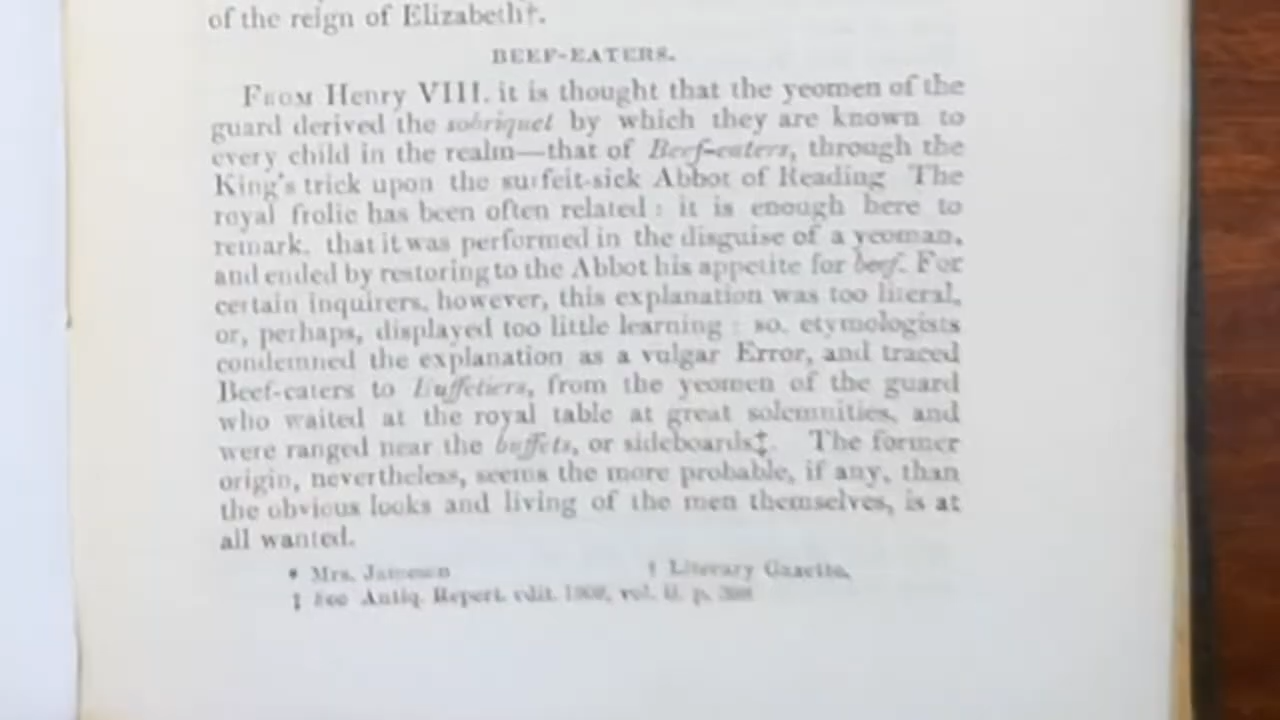 of the reign of Elizabeth†.
BEEF-EATERS.
FROM Henry VIII. it is thought that the yeomen of the
guard derived the sobriquet by which they are known to
every child in the realm—that of Beef-eaters, through the
King's trick upon the surfeit-sick Abbot of Reading The
royal frolic has been often related : it is enough here to
remark, that it was performed in the disguise of a yeoman,
and ended by restoring to the Abbot his appetite for beef. For
certain inquirers, however, this explanation was too literal,
or, perhaps, displayed too little learning : so, etymologists
condemned the explanation as a vulgar Error, and traced
Beef-eaters to Buffetiers, from the yeomen of the guard
who waited at the royal table at great solemnities, and
were ranged near the buffets, or sideboards‡. The former
origin, nevertheless, seems the more probable, if any, than
the obvious looks and living of the men themselves, is at
all wanted.
* Mrs. Jameson † Literary Gazette.
‡ See Antiq. Repert. edit. vol. ii. p.